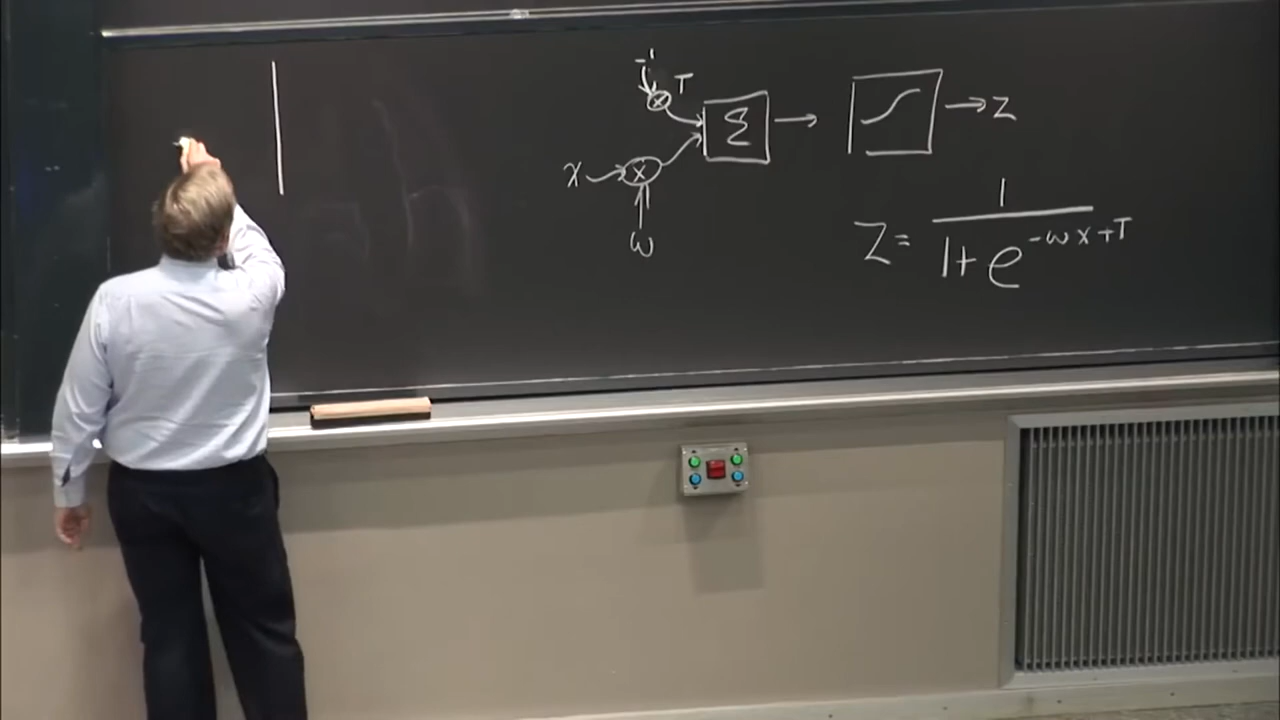 -1
T
x
Σ
z
w
z = 1 / 1 + e^(-wx+T)